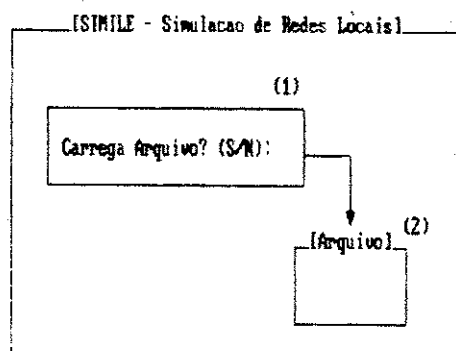 [SIMILE - Simulacao de Redes Locais]
(1)
Carrega Arquivo? (S/N):
(2)
[Arquivo]